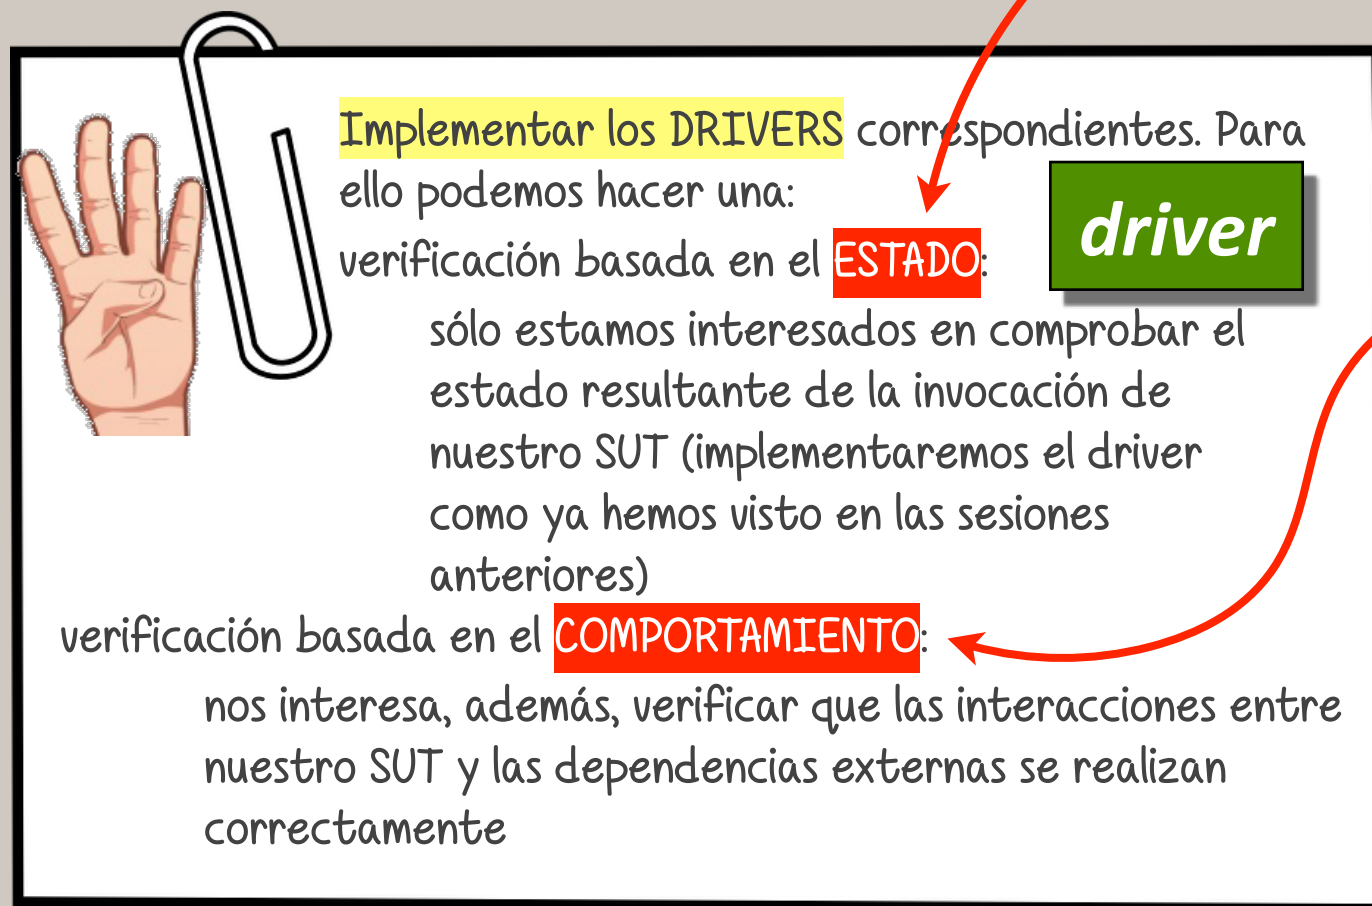 Implementar los DRIVERS correspondientes. Para
ello podemos hacer una:
driver
verificación basada en el ESTADO:
sólo estamos interesados en comprobar el
estado resultante de la invocación de
nuestro SUT (implementaremos el driver
como ya hemos visto en las sesiones
anteriores)
verificación basada en el COMPORTAMIENTO:
nos interesa, además, verificar que las interacciones entre
nuestro SUT y las dependencias externas se realizan
correctamente